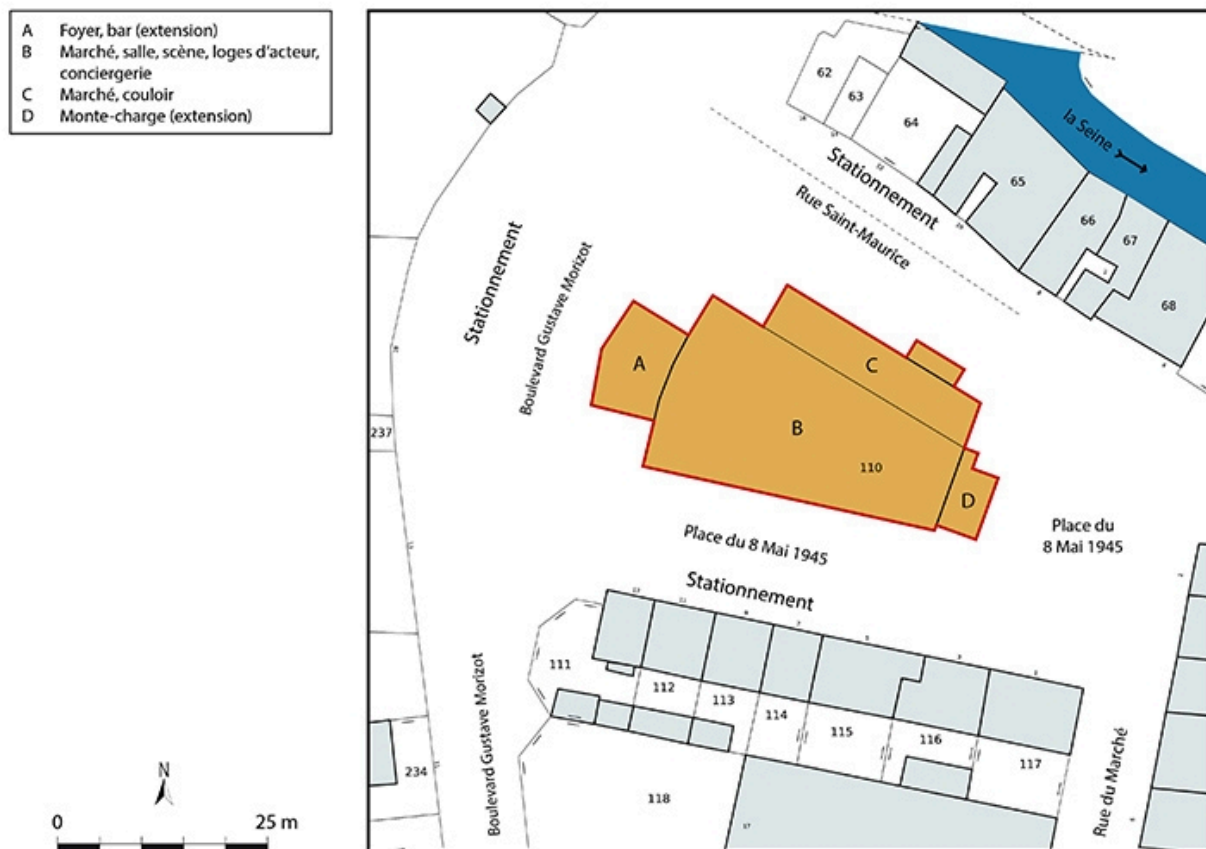 A Foyer, bar (extension)
B Marché, salle, scène, loges d'acteur,
conciergerie
C Marché, couloir
D Monte-charge (extension)
62
63
64
la Seine
Stationnement
65
Rue Saint-Maurice
66
67
68
Stationnement
Boulevard Gustave Morizot
A
C
B
110
D
237
Place du 8 Mai 1945
Place du
8 Mai 1945
Stationnement
111
112
113
114
115
116
117
118
Boulevard Gustave Morizot
234
Rue du Marché
N
0 25 m